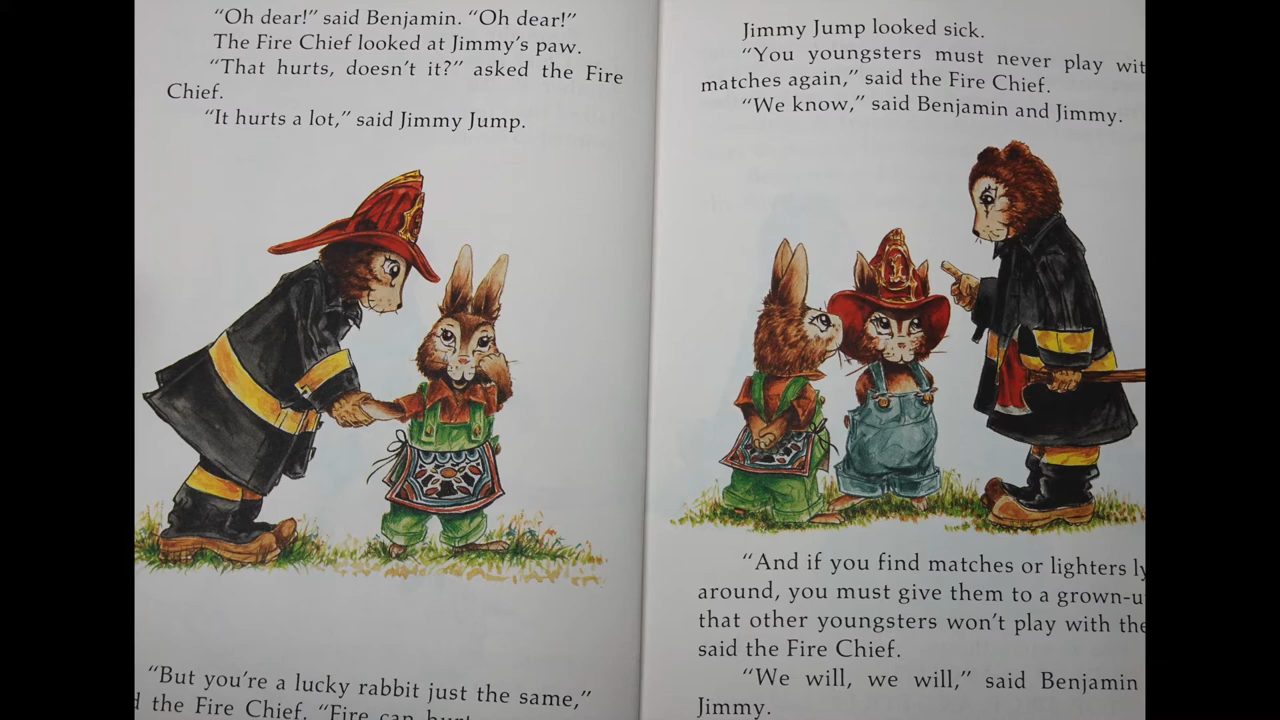 “Oh dear!” said Benjamin. “Oh dear!”
The Fire Chief looked at Jimmy’s paw.
“That hurts, doesn’t it?” asked the Fire
Chief.
“It hurts a lot,” said Jimmy Jump.
“But you’re a lucky rabbit just the same,”
the Fire Chief. “Fire can
Jimmy Jump looked sick.
“You youngsters must never play wit
matches again,” said the Fire Chief.
“We know,” said Benjamin and Jimmy.
“And if you find matches or lighters ly
around, you must give them to a grown-u
that other youngsters won’t play with the
said the Fire Chief.
“We will, we will,” said Benjamin
Jimmy.